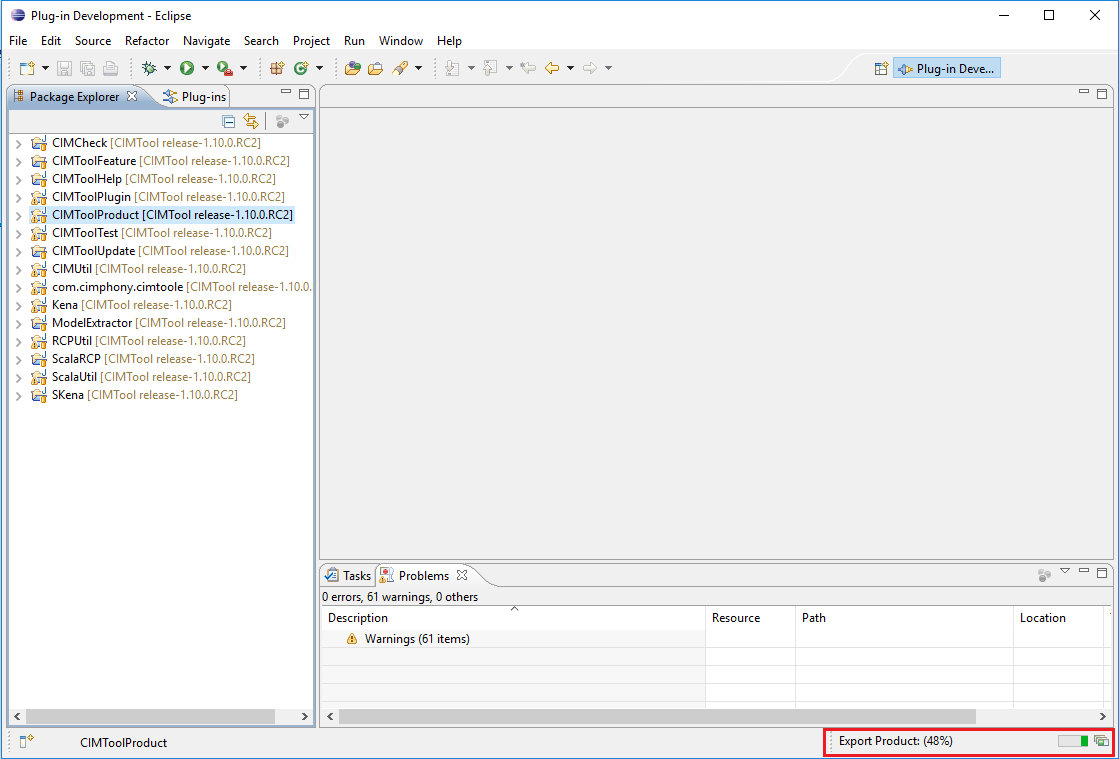 Plug-in Development - Eclipse
File Edit Source Refactor Navigate Search Project Run Window Help
Plug-in Deve...
Package Explorer Plug-ins
CIMCheck [CIMTool release-1.10.0.RC2]
CIMToolFeature [CIMTool release-1.10.0.RC2]
CIMToolHelp [CIMTool release-1.10.0.RC2]
CIMToolPlugin [CIMTool release-1.10.0.RC2]
CIMToolProduct [CIMTool release-1.10.0.RC2]
CIMToolTest [CIMTool release-1.10.0.RC2]
CIMToolUpdate [CIMTool release-1.10.0.RC2]
CIMUtil [CIMTool release-1.10.0.RC2]
com.cimphony.cimtoole [CIMTool release-1.10.0.
Kena [CIMTool release-1.10.0.RC2]
ModelExtractor [CIMTool release-1.10.0.RC2]
RCPUtil [CIMTool release-1.10.0.RC2]
ScalaRCP [CIMTool release-1.10.0.RC2]
ScalaUtil [CIMTool release-1.10.0.RC2]
SKena [CIMTool release-1.10.0.RC2]
Tasks Problems
0 errors, 61 warnings, 0 others
Description Resource Path Location
Warnings (61 items)
CIMToolProduct
Export Product: (48%)